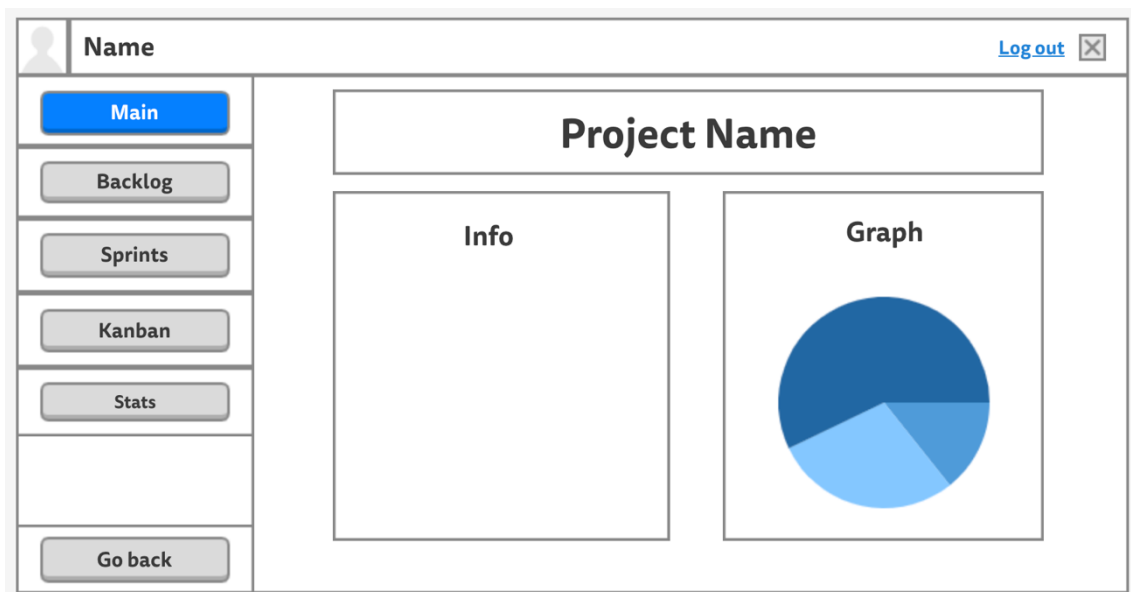 Name
Log out
Main
Backlog
Sprints
Kanban
Stats
Go back
Project Name
Info
Graph